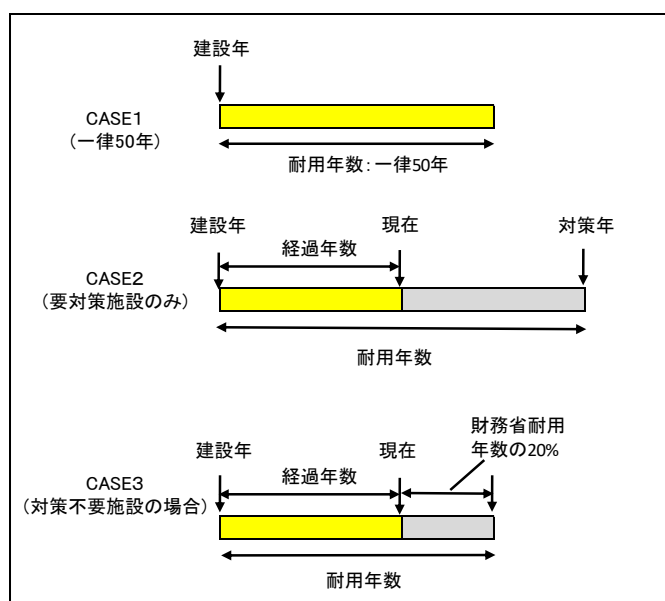 建設年
CASE1
（一律50年）
耐用年数：一律50年
建設年
現在
対策年
経過年数
CASE2
（要対策施設のみ）
耐用年数
財務省耐用
年数の20%
建設年
現在
経過年数
CASE3
（対策不要施設の場合）
耐用年数